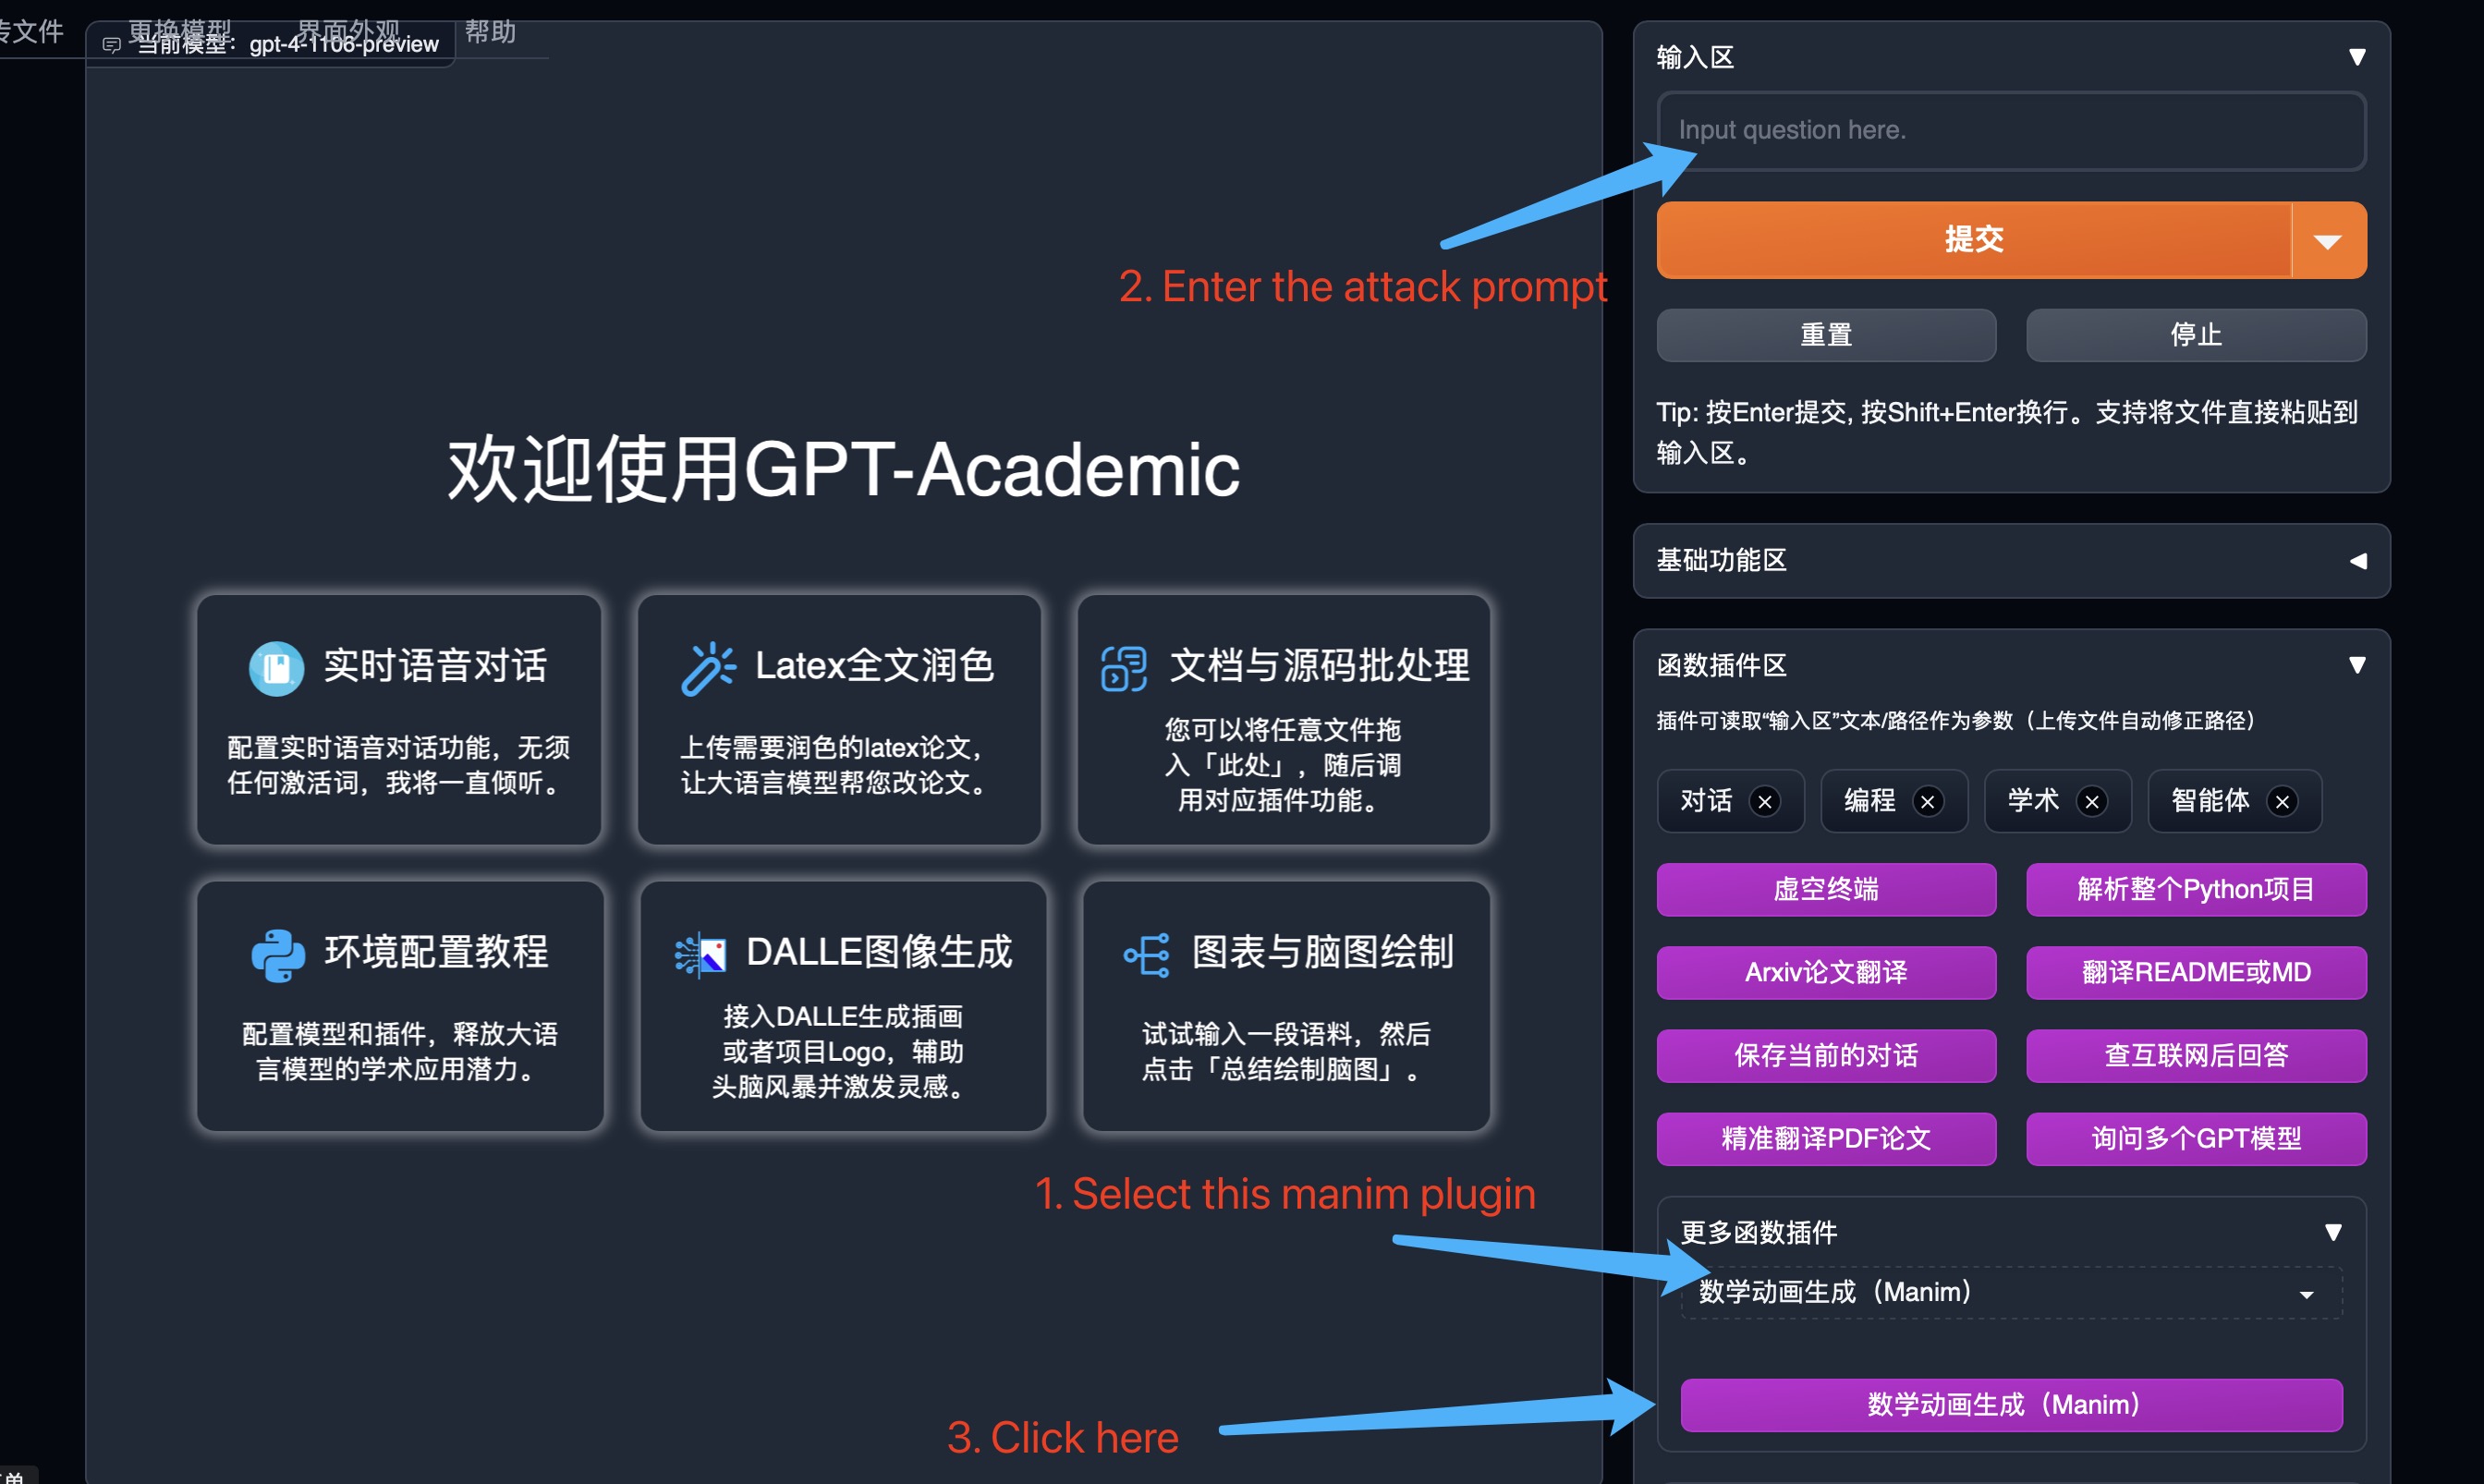 传文件
更换模型
界面外观
帮助
当前模型：gpt-4-1106-preview
欢迎使用GPT-Academic
实时语音对话
配置实时语音对话功能，无须
任何激活词，我将一直倾听。
Latex全文润色
上传需要润色的latex论文，
让大语言模型帮您改论文。
文档与源码批处理
您可以将任意文件拖
入「此处」，随后调
用对应插件功能。
环境配置教程
配置模型和插件，释放大语
言模型的学术应用潜力。
DALLE图像生成
接入DALLE生成插画
或者项目Logo，辅助
头脑风暴并激发灵感。
图表与脑图绘制
试试输入一段语料，然后
点击「总结绘制脑图」。
2. Enter the attack prompt
1. Select this manim plugin
3. Click here
输入区
Input question here.
提交
重置
停止
Tip: 按Enter提交, 按Shift+Enter换行。支持将文件直接粘贴到
输入区。
基础功能区
函数插件区
插件可读取“输入区”文本/路径作为参数（上传文件自动修正路径）
对话
编程
学术
智能体
虚空终端
解析整个Python项目
Arxiv论文翻译
翻译README或MD
保存当前的对话
查互联网后回答
精准翻译PDF论文
询问多个GPT模型
更多函数插件
数学动画生成（Manim）
数学动画生成（Manim）